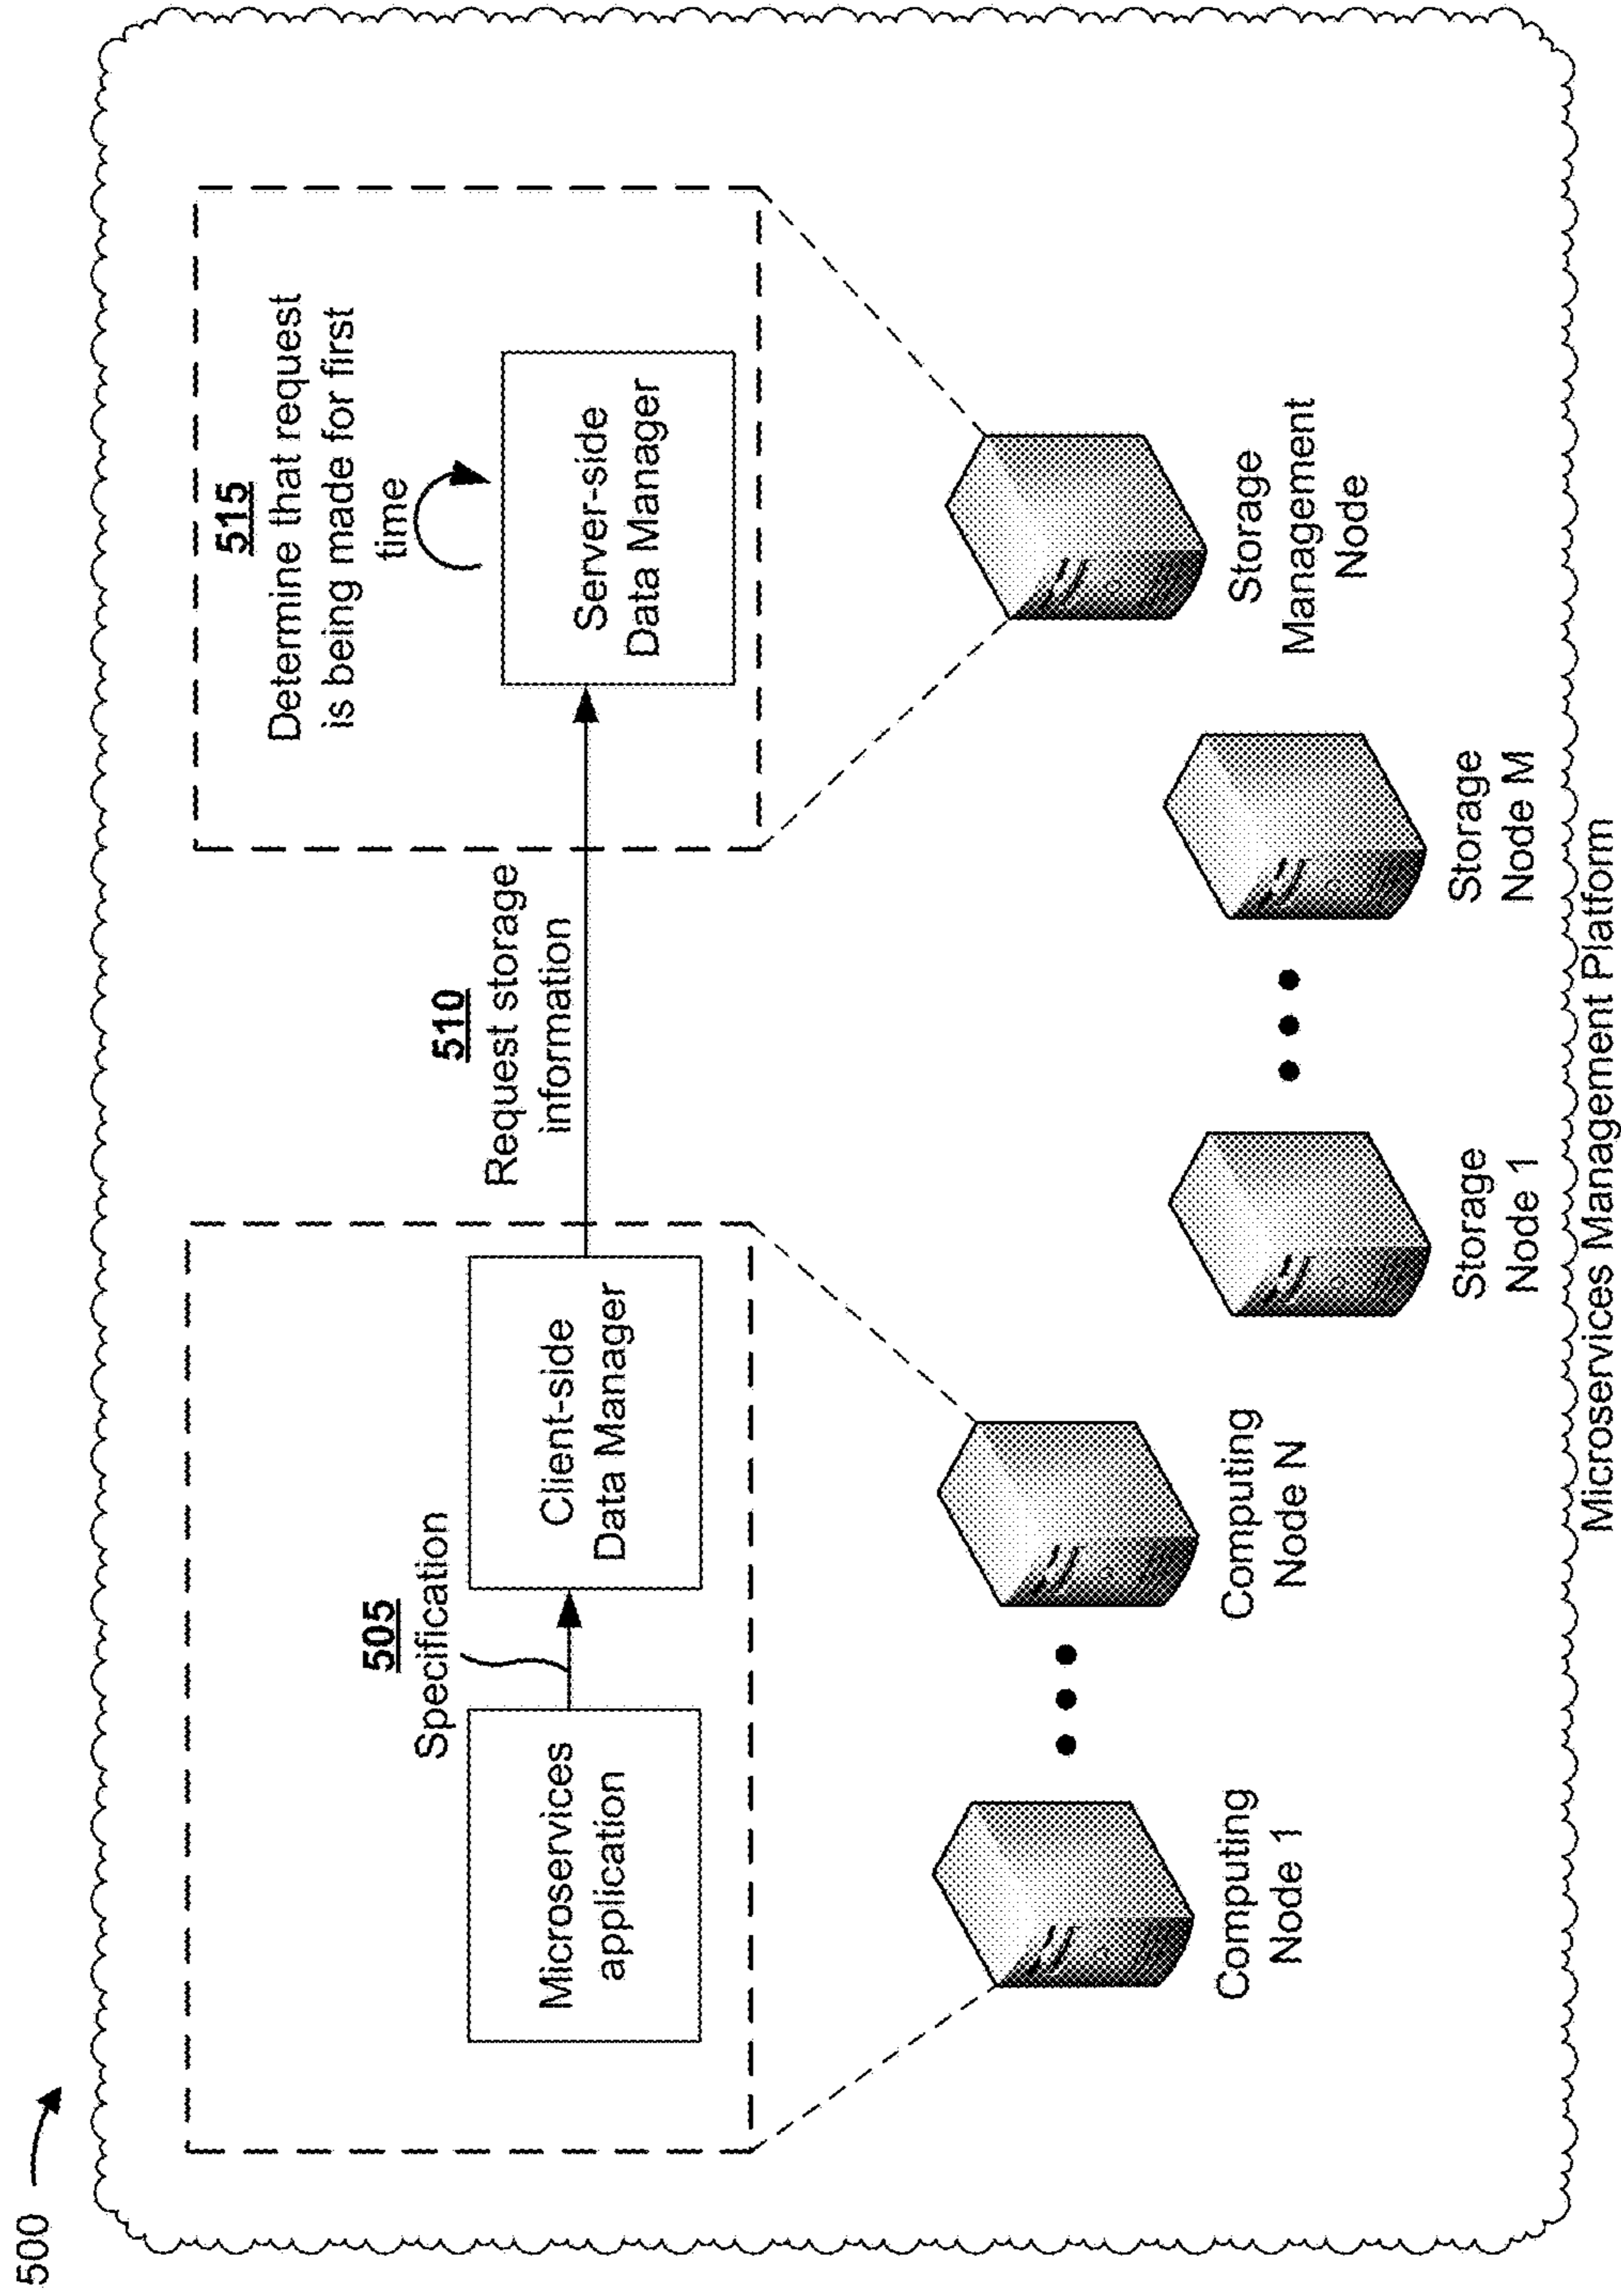 500
505
Specification
Microservices
application
Client-side
Data Manager
510
Request storage
information
515
Determine that request
is being made for first
time
Server-side
Data Manager
Computing
Node 1
Computing
Node N
Storage
Node 1
Storage
Node M
Storage
Management
Node
Microservices Management Platform